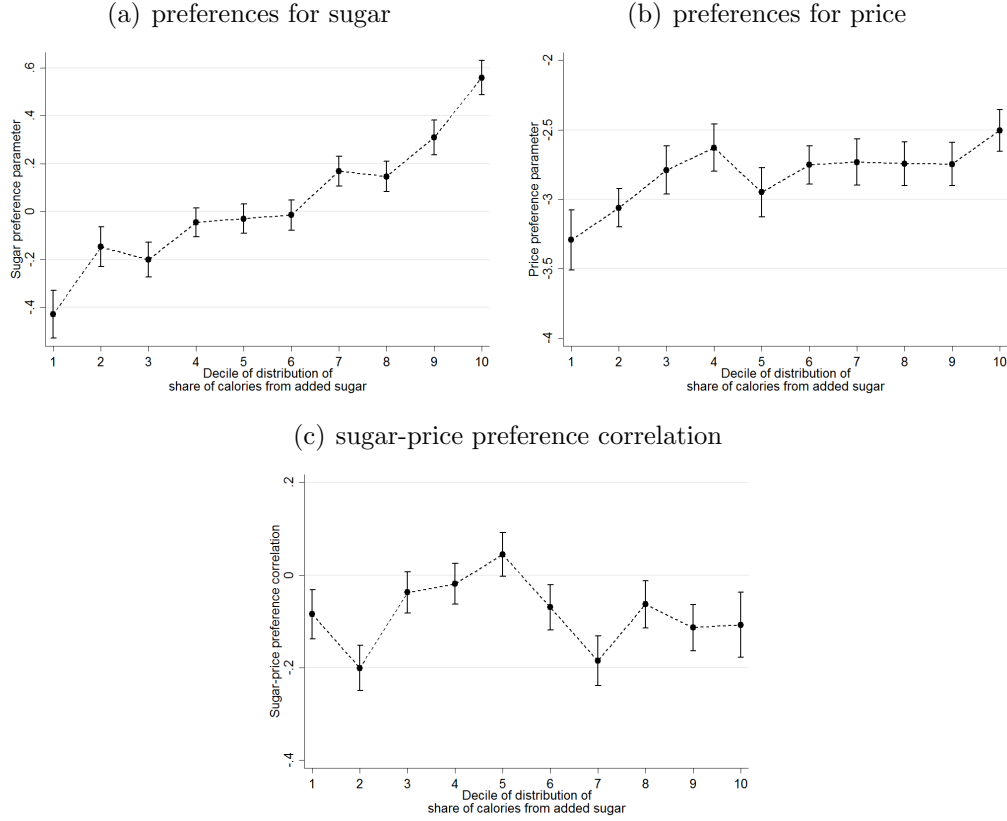 (a) preferences for sugar
Sugar preference parameter
.6
.4
.2
0
-.2
-.4
1 2 3 4 5 6 7 8 9 10
Decile of distribution of
share of calories from added sugar
(b) preferences for price
Price preference parameter
-2
-2.5
-3
-3.5
-4
1 2 3 4 5 6 7 8 9 10
Decile of distribution of
share of calories from added sugar
(c) sugar-price preference correlation
Sugar-price preference correlation
.2
0
-.2
-.4
1 2 3 4 5 6 7 8 9 10
Decile of distribution of
share of calories from added sugar